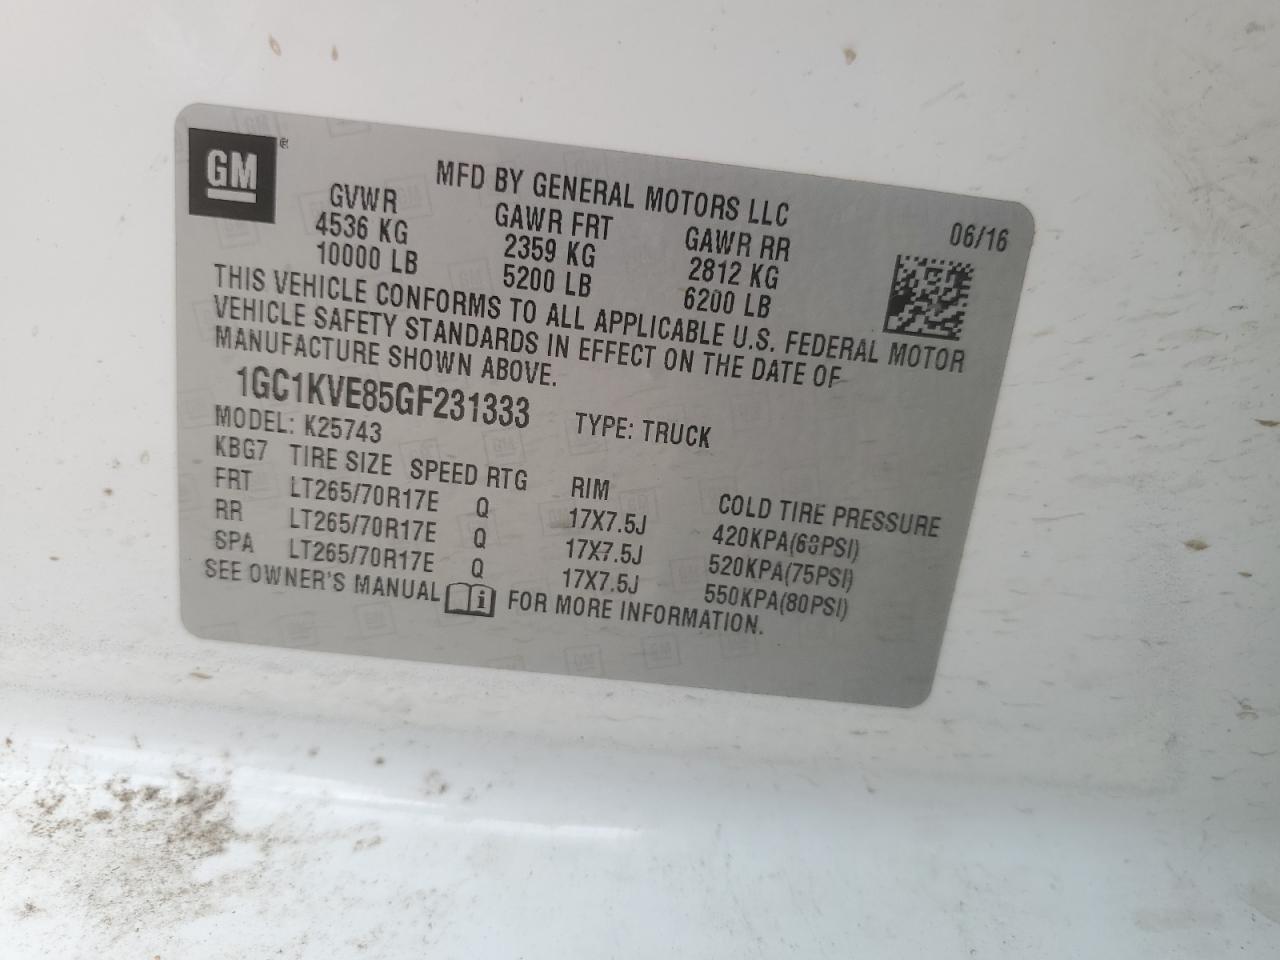 GM ®
MFD BY GENERAL MOTORS LLC
06/16
GVWR GAWR FRT GAWR RR
4536 KG 2359 KG 2812 KG
10000 LB 5200 LB 6200 LB
THIS VEHICLE CONFORMS TO ALL APPLICABLE U.S. FEDERAL MOTOR
VEHICLE SAFETY STANDARDS IN EFFECT ON THE DATE OF
MANUFACTURE SHOWN ABOVE.
1GC1KVE85GF231333 TYPE: TRUCK
MODEL: K25743
KBG7 TIRE SIZE SPEED RTG RIM COLD TIRE PRESSURE
FRT LT265/70R17E Q 17X7.5J 420KPA(60PSI)
RR LT265/70R17E Q 17X7.5J 520KPA(75PSI)
SPA LT265/70R17E Q 17X7.5J 550KPA(80PSI)
SEE OWNER'S MANUAL i FOR MORE INFORMATION.